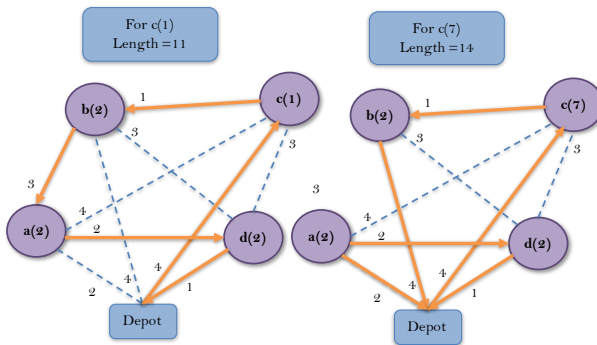 For c(1)
Length =11
b(2)
1
c(1)
3
3
3
a(2)
4
2
d(2)
2
4
4
1
Depot
For c(7)
Length =14
b(2)
1
c(7)
3
3
3
a(2)
4
2
d(2)
2
4
4
1
Depot